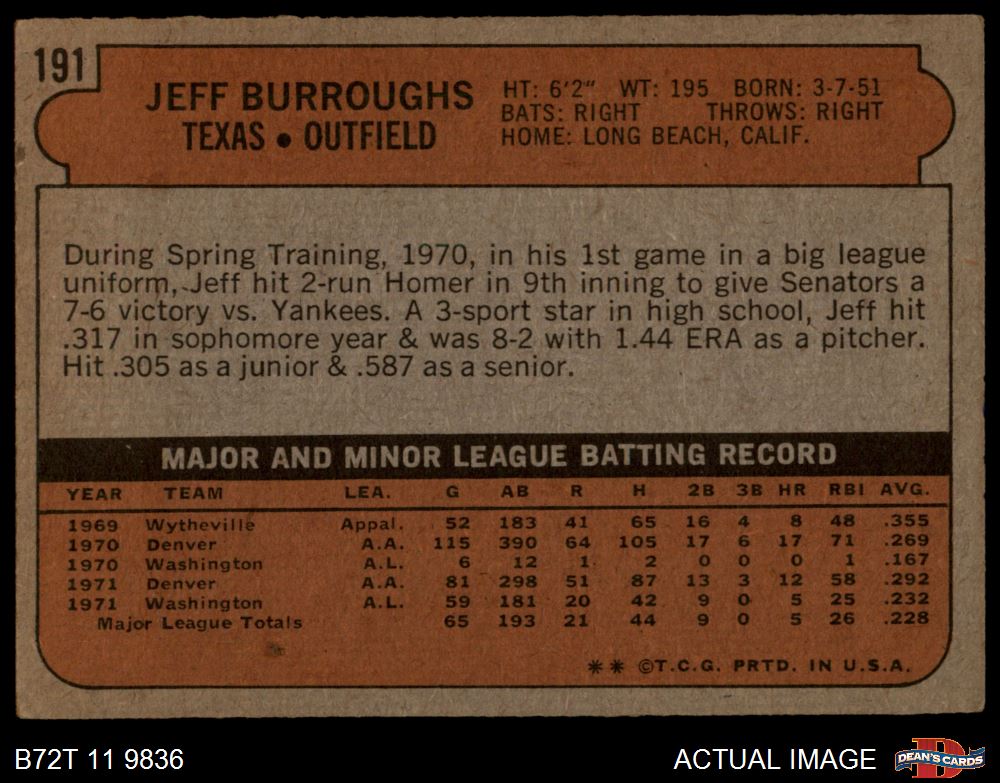 191
JEFF BURROUGHS
TEXAS • OUTFIELD
HT: 6'2" WT: 195 BORN: 3-7-51
BATS: RIGHT THROWS: RIGHT
HOME: LONG BEACH, CALIF.
During Spring Training, 1970, in his 1st game in a big league
uniform, Jeff hit 2-run Homer in 9th inning to give Senators a
7-6 victory vs. Yankees. A 3-sport star in high school, Jeff hit
.317 in sophomore year & was 8-2 with 1.44 ERA as a pitcher.
Hit .305 as a junior & .587 as a senior.
MAJOR AND MINOR LEAGUE BATTING RECORD
YEAR TEAM LEA. G AB R H 2B 3B HR RBI AVG.
1969 Wytheville Appal. 52 183 41 65 16 4 8 48 .355
1970 Denver A.A. 115 390 64 105 17 6 17 71 .269
1970 Washington A.L. 6 12 1 2 0 0 0 1 .167
1971 Denver A.A. 81 298 51 87 13 3 12 58 .292
1971 Washington A.L. 59 181 20 42 9 0 5 25 .232
Major League Totals 65 193 21 44 9 0 5 26 .228
** ©T.C.G. PRTD. IN U.S.A.
B72T 11 9836
ACTUAL IMAGE
D
DEAN'S CARDS